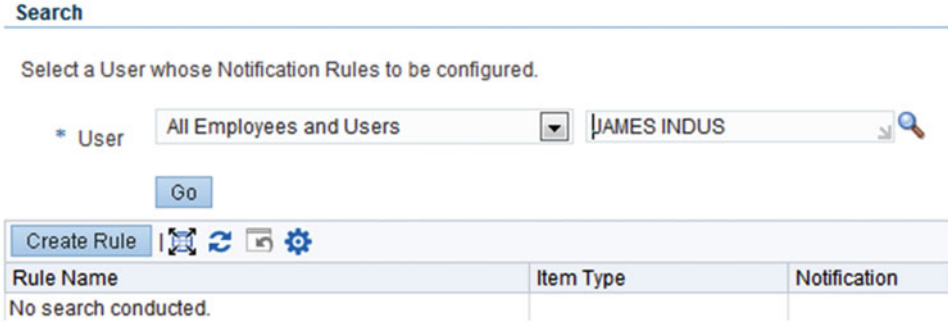 Search
Select a User whose Notification Rules to be configured.
* User All Employees and Users JAMES INDUS
Go
Create Rule
Rule Name Item Type Notification
No search conducted.